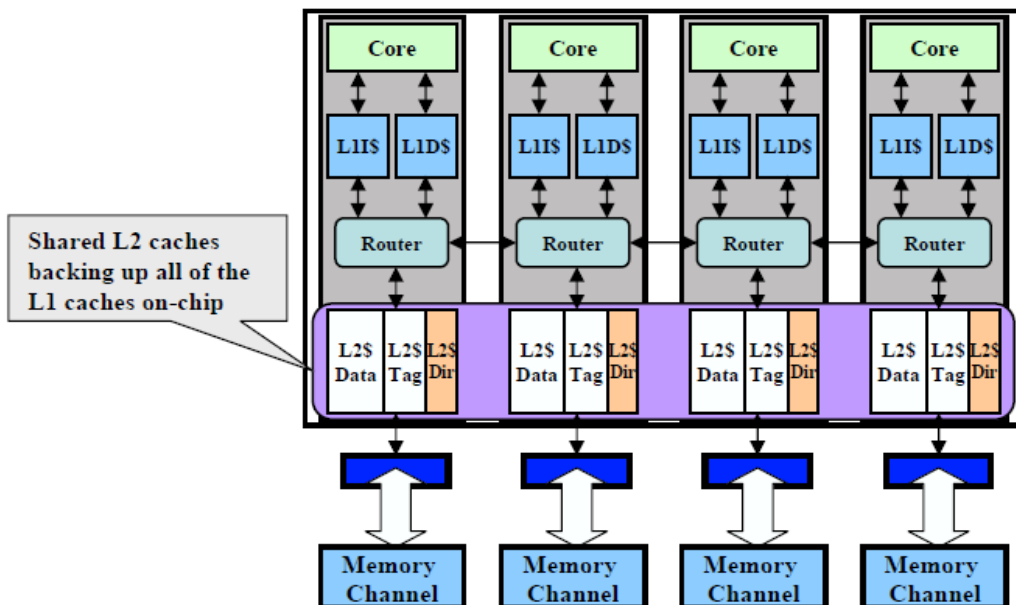 Core Core Core Core
L1I$ L1D$ L1I$ L1D$ L1I$ L1D$ L1I$ L1D$
Shared L2 caches
backing up all of the
L1 caches on-chip
Router Router Router Router
L2$ L2$ L2$ L2$ L2$ L2$ L2$ L2$ L2$ L2$ L2$ L2$
Data Tag Dir Data Tag Dir Data Tag Dir Data Tag Dir
Memory Memory Memory Memory
Channel Channel Channel Channel